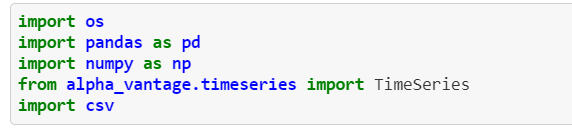 import os
import pandas as pd
import numpy as np
from alpha_vantage.timeseries import TimeSeries
import csv